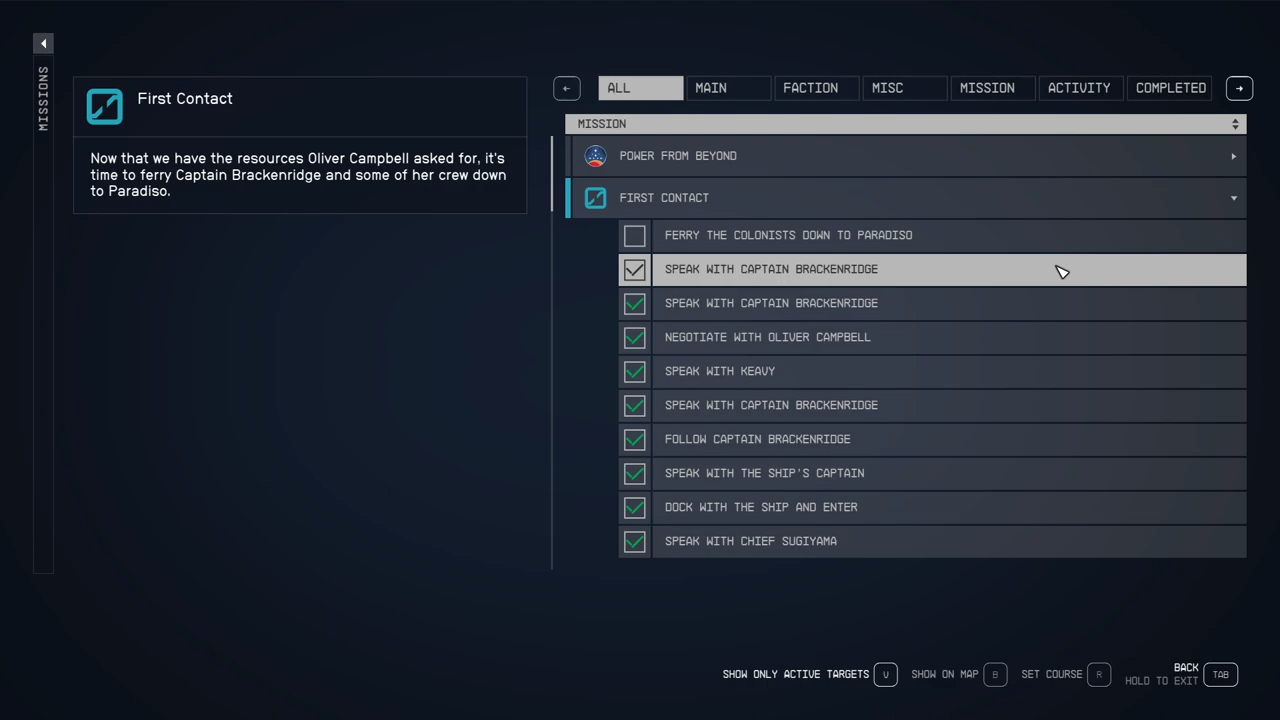 MISSIONS
First Contact
Now that we have the resources Oliver Campbell asked for, it's
time to ferry Captain Brackenridge and some of her crew down
to Paradiso.
ALL MAIN FACTION MISC MISSION ACTIVITY COMPLETED
MISSION
POWER FROM BEYOND
FIRST CONTACT
FERRY THE COLONISTS DOWN TO PARADISO
SPEAK WITH CAPTAIN BRACKENRIDGE
SPEAK WITH CAPTAIN BRACKENRIDGE
NEGOTIATE WITH OLIVER CAMPBELL
SPEAK WITH KEAVY
SPEAK WITH CAPTAIN BRACKENRIDGE
FOLLOW CAPTAIN BRACKENRIDGE
SPEAK WITH THE SHIP'S CAPTAIN
DOCK WITH THE SHIP AND ENTER
SPEAK WITH CHIEF SUGIYAMA
SHOW ONLY ACTIVE TARGETS V SHOW ON MAP B SET COURSE R BACK TAB
HOLD TO EXIT